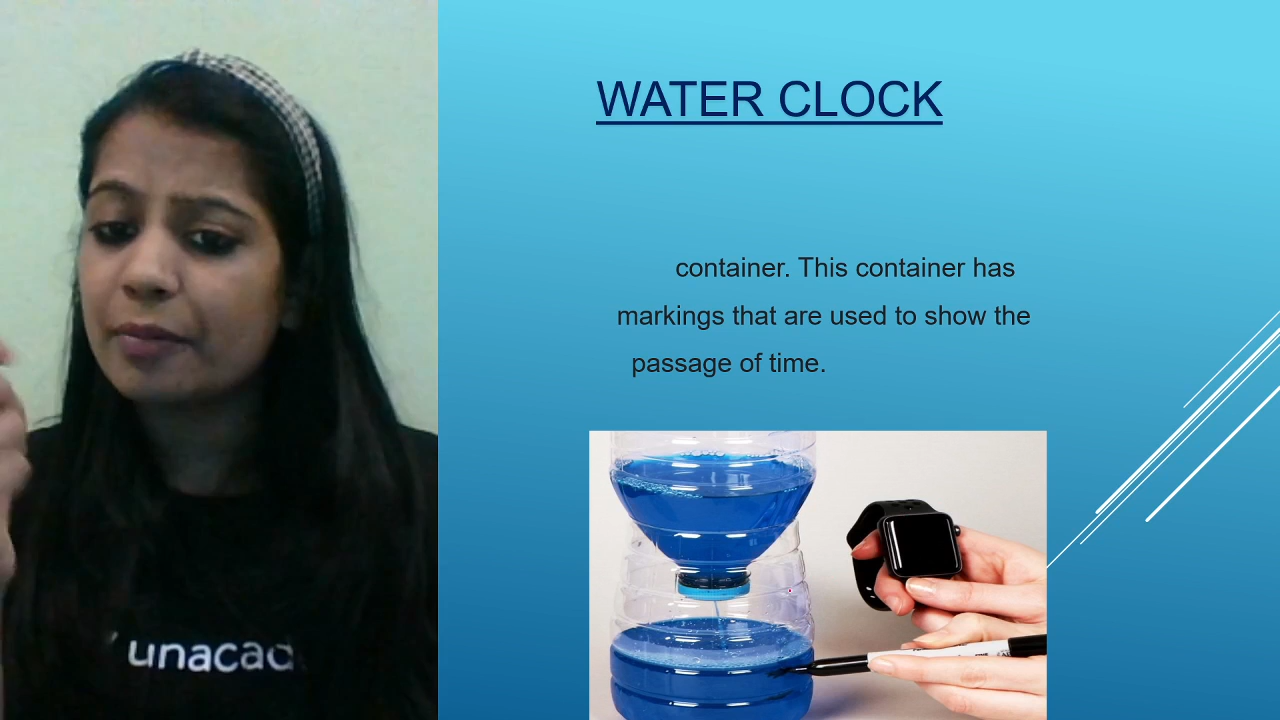 WATER CLOCK
container. This container has
markings that are used to show the
passage of time.
unacad